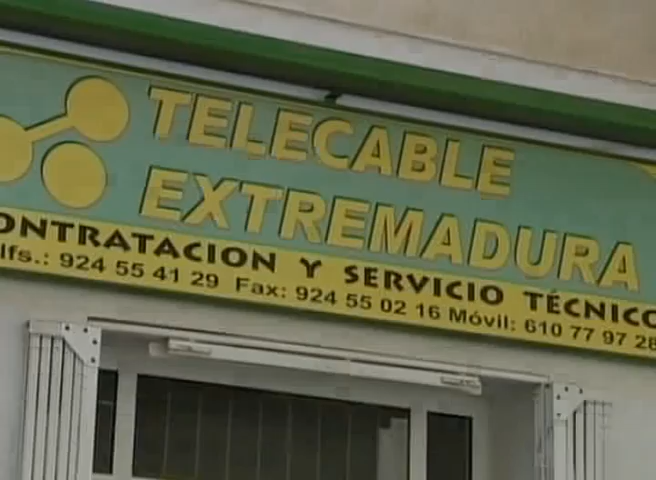 TELECABLE
EXTREMADURA
ONTRATACION Y SERVICIO TÉCNICO
lfs.: 924 55 41 29 Fax: 924 55 02 16 Móvil: 610 77 97 28